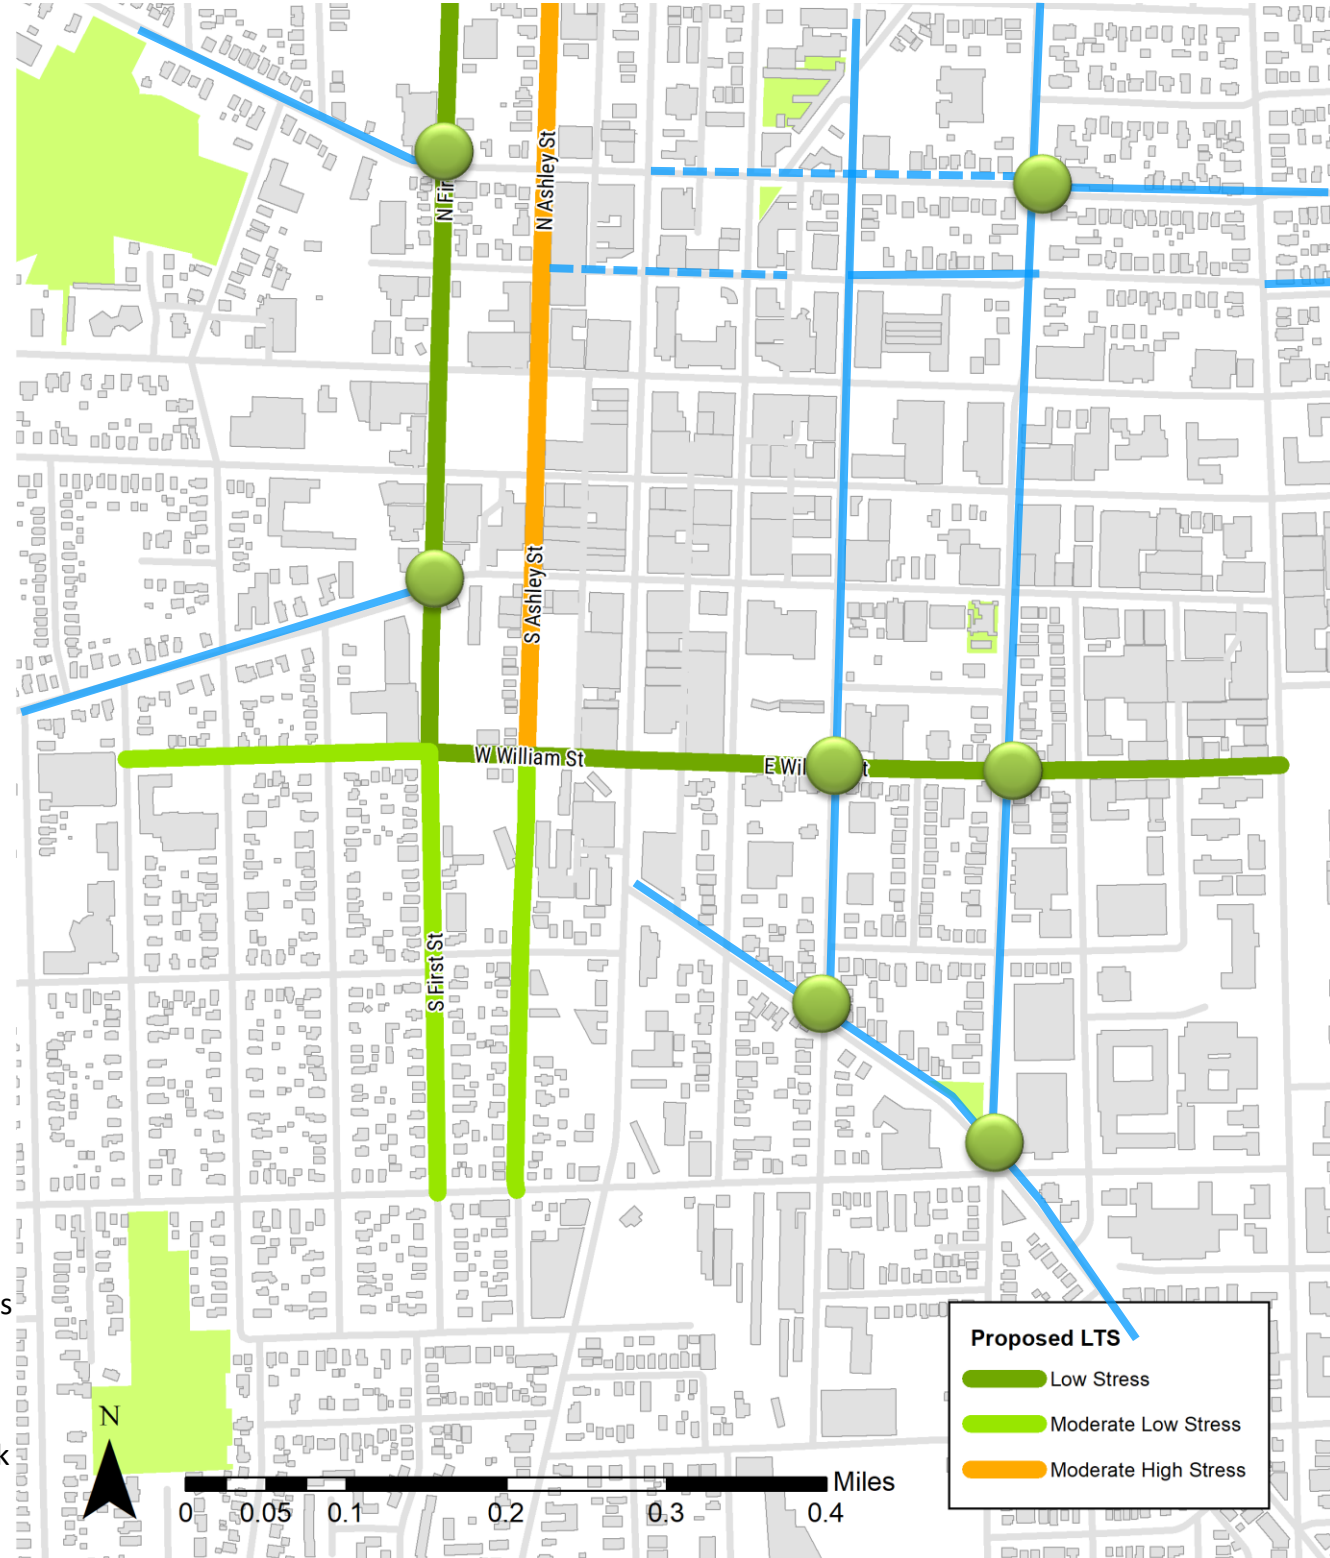 N Ashley St
S Ashley St
W William St
S First St
s
k
N
0 0.05 0.1 0.2 0.3 0.4 Miles
Proposed LTS
Low Stress
Moderate Low Stress
Moderate High Stress